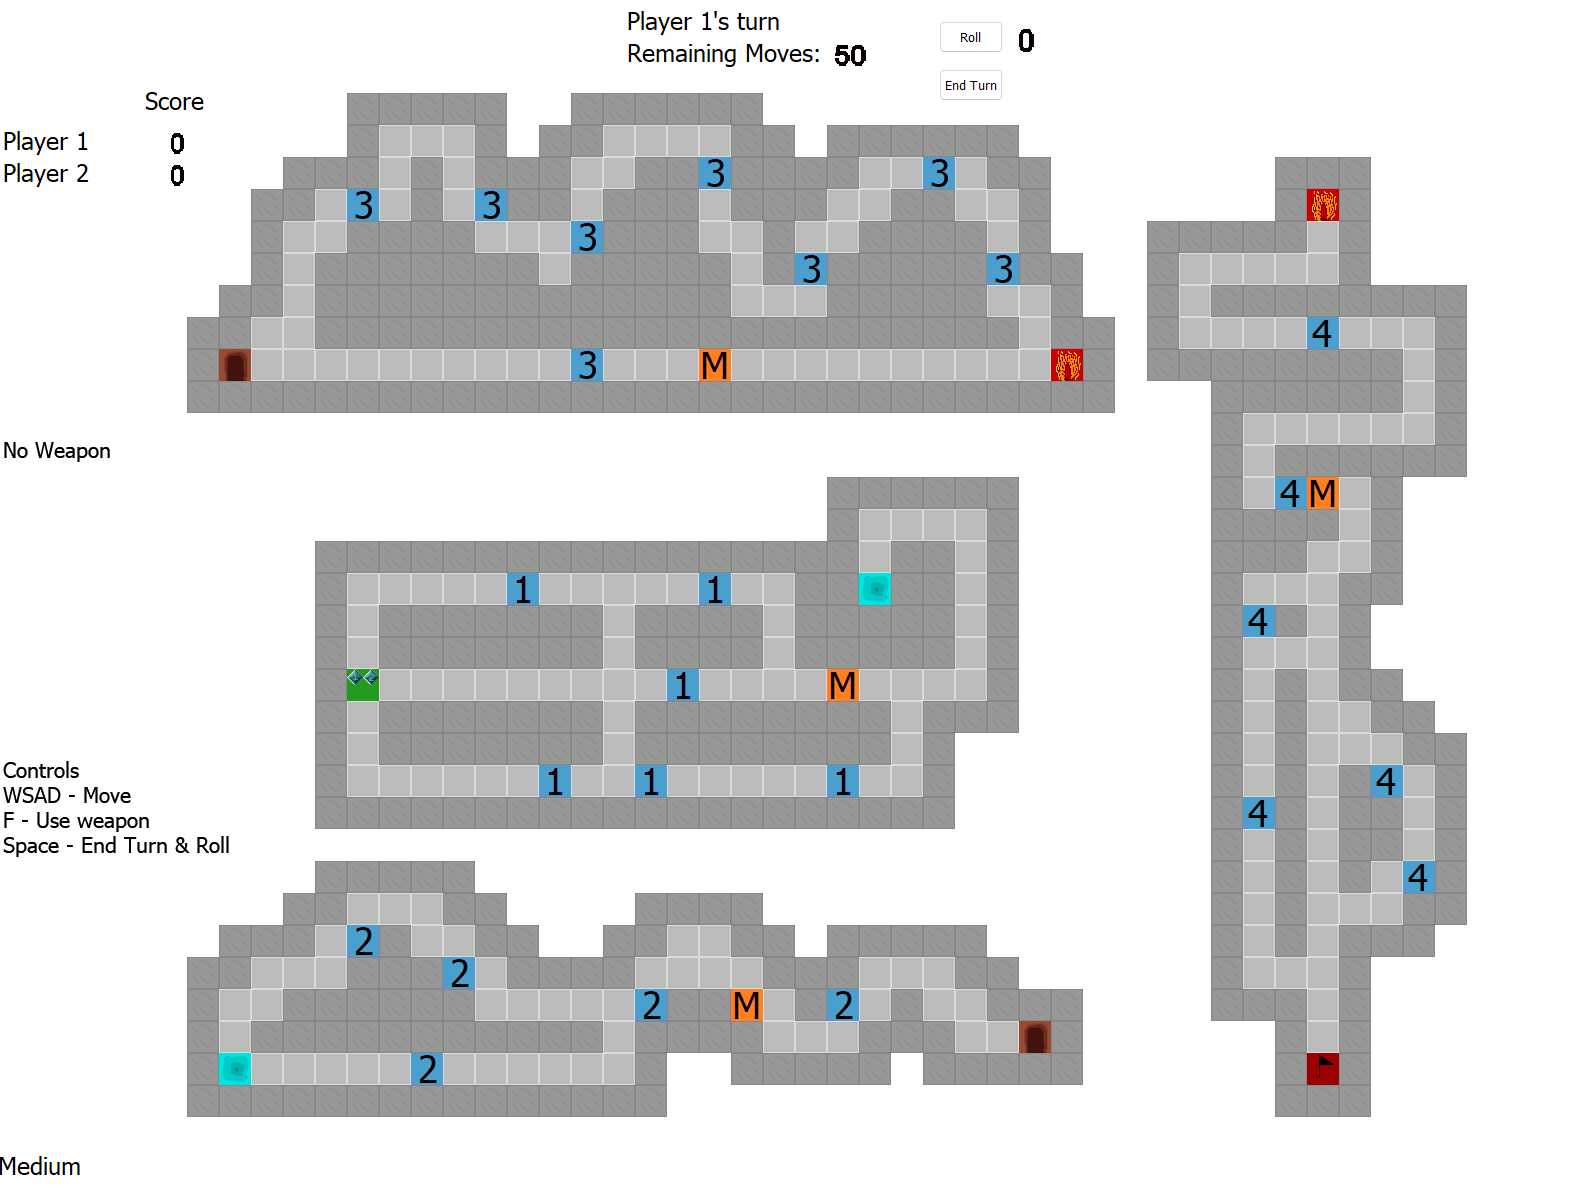 Player 1's turn
Remaining Moves: 50
Roll 0
End Turn
Score
Player 1 0
Player 2 0
3
3 3
3
3 3
3 3
3 M
4
No Weapon
4 M
1 1
4
1 M
Controls
WSAD - Move
F - Use weapon
Space - End Turn & Roll
1 1 1
4
4
4
2
2
2 M 2
2
Medium